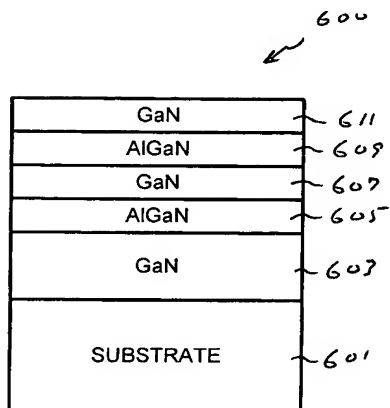 600
GaN 611
AlGaN 609
GaN 607
AlGaN 605
GaN 603
SUBSTRATE 601